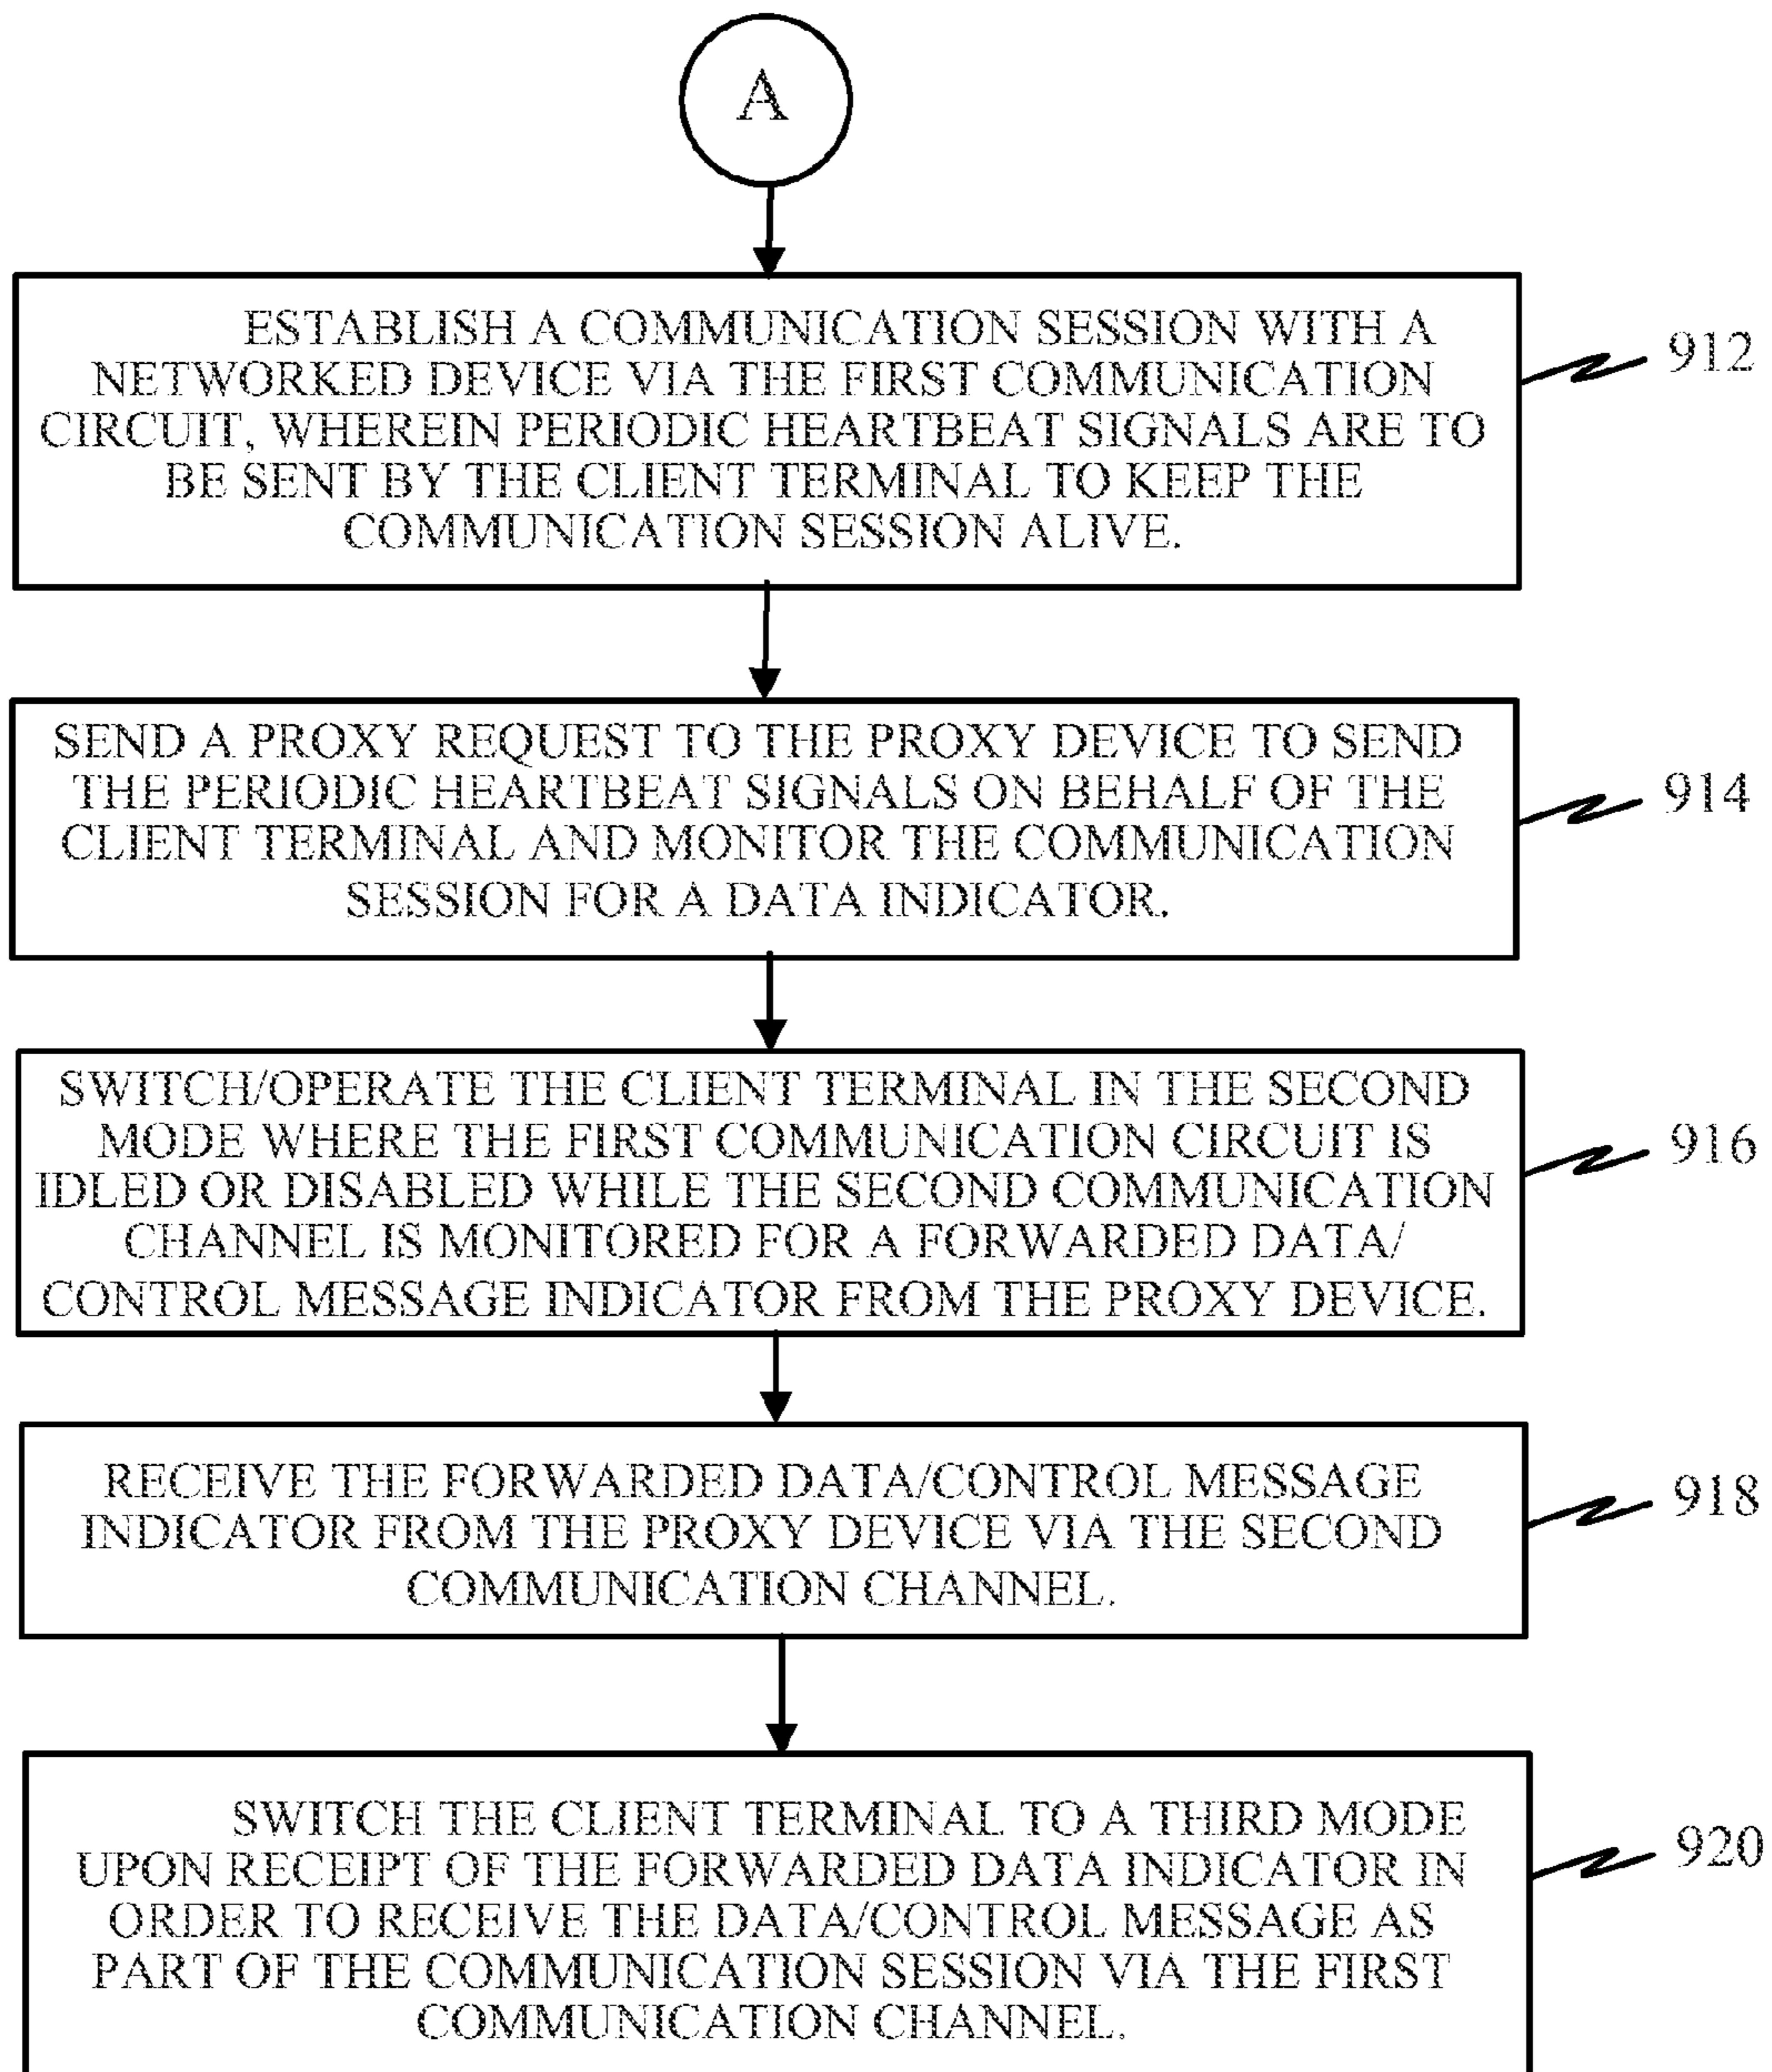 A
ESTABLISH A COMMUNICATION SESSION WITH A
NETWORKED DEVICE VIA THE FIRST COMMUNICATION
CIRCUIT, WHEREIN PERIODIC HEARTBEAT SIGNALS ARE TO
BE SENT BY THE CLIENT TERMINAL TO KEEP THE
COMMUNICATION SESSION ALIVE.
912
SEND A PROXY REQUEST TO THE PROXY DEVICE TO SEND
THE PERIODIC HEARTBEAT SIGNALS ON BEHALF OF THE
CLIENT TERMINAL AND MONITOR THE COMMUNICATION
SESSION FOR A DATA INDICATOR.
914
SWITCH/OPERATE THE CLIENT TERMINAL IN THE SECOND
MODE WHERE THE FIRST COMMUNICATION CIRCUIT IS
IDLED OR DISABLED WHILE THE SECOND COMMUNICATION
CHANNEL IS MONITORED FOR A FORWARDED DATA/
CONTROL MESSAGE INDICATOR FROM THE PROXY DEVICE.
916
RECEIVE THE FORWARDED DATA/CONTROL MESSAGE
INDICATOR FROM THE PROXY DEVICE VIA THE SECOND
COMMUNICATION CHANNEL.
918
SWITCH THE CLIENT TERMINAL TO A THIRD MODE
UPON RECEIPT OF THE FORWARDED DATA INDICATOR IN
ORDER TO RECEIVE THE DATA/CONTROL MESSAGE AS
PART OF THE COMMUNICATION SESSION VIA THE FIRST
COMMUNICATION CHANNEL.
920